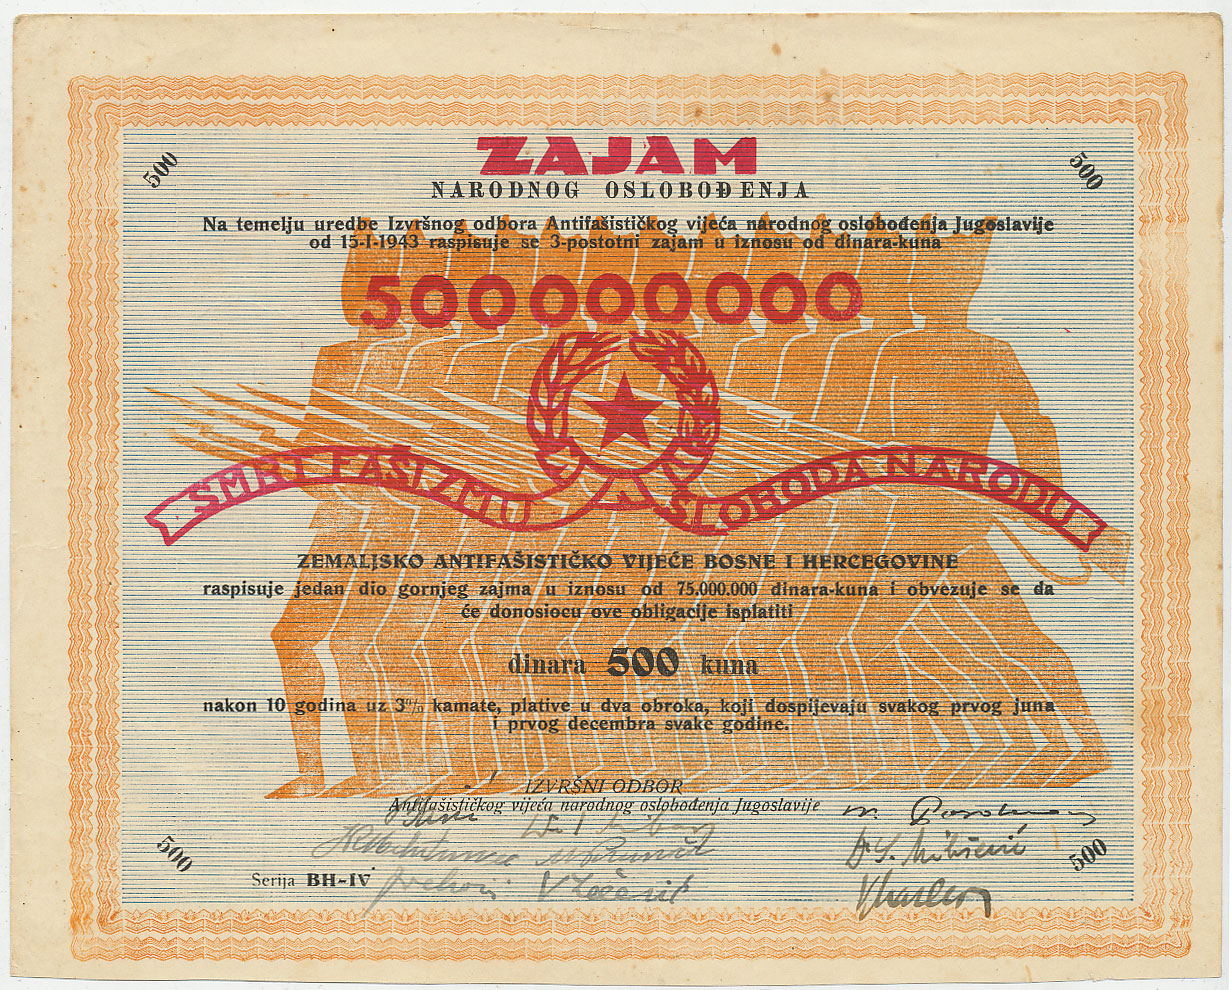 ZAJAM
NARODNOG OSLOBOĐENJA
500
500
Na temelju uredbe Izvršnog odbora Antifašističkog vijeća narodnog oslobođenja Jugoslavije
od 15-I-1943 raspisuje se 3-postotni zajam u iznosu od dinara-kuna
500000000
SMRT FAŠIZMU SLOBODA NARODU
ZEMALJSKO ANTIFAŠISTIČKO VIJEĆE BOSNE I HERCEGOVINE
raspisuje jedan dio gornjeg zajma u iznosu od 75.000.000 dinara-kuna i obvezuje se da
će donosiocu ove obligacije isplatiti
dinara 500 kuna
nakon 10 godina uz 3% kamate, plative u dva obroka, koji dospijevaju svakog prvog juna
i prvog decembra svake godine.
IZVRŠNI ODBOR
Antifašističkog vijeća narodnog oslobođenja Jugoslavije
500
500
Serija BH-IV